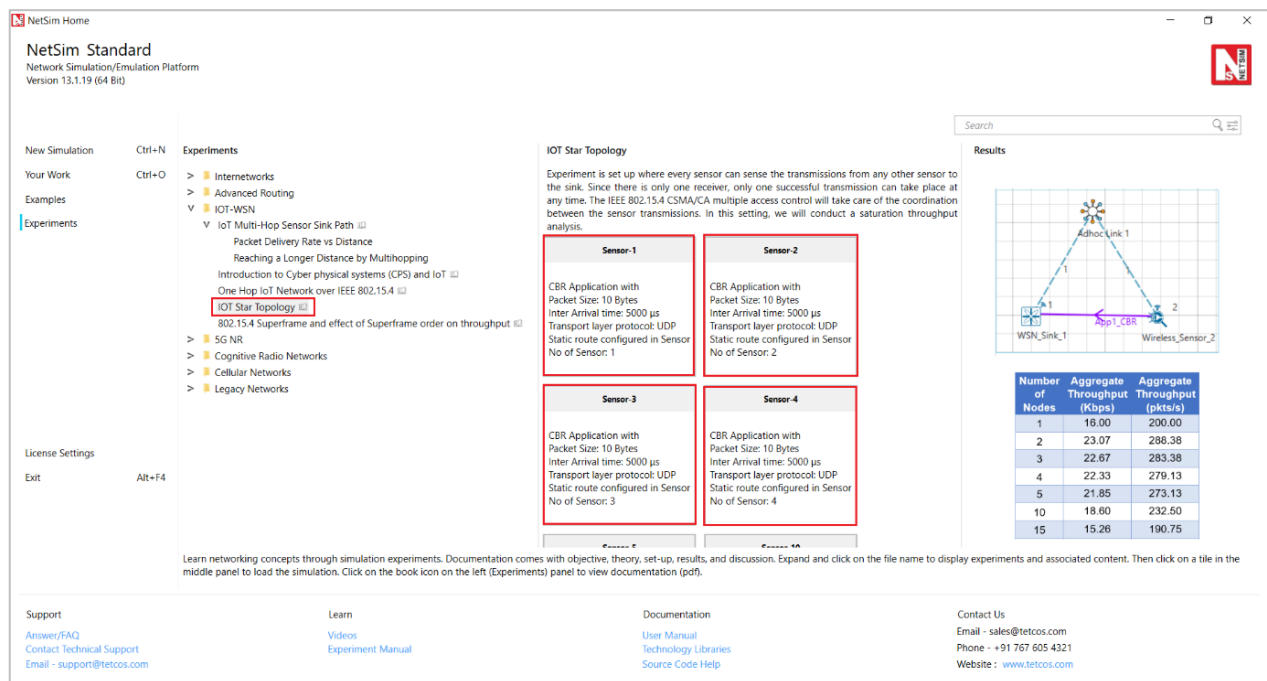 NetSim Home
NetSim Standard
Network Simulation/Emulation Platform
Version 13.1.19 (64 Bit)
NETSIM
Search
New Simulation Ctrl+N
Your Work Ctrl+O
Examples
Experiments
License Settings
Exit Alt+F4
Experiments
> Internetworks
> Advanced Routing
v IOT-WSN
v IoT Multi-Hop Sensor Sink Path
Packet Delivery Rate vs Distance
Reaching a Longer Distance by Multihopping
Introduction to Cyber physical systems (CPS) and IoT
One Hop IoT Network over IEEE 802.15.4
IOT Star Topology
802.15.4 Superframe and effect of Superframe order on throughput
> 5G NR
> Cognitive Radio Networks
> Cellular Networks
> Legacy Networks
IOT Star Topology
Experiment is set up where every sensor can sense the transmissions from any other sensor to
the sink. Since there is only one receiver, only one successful transmission can take place at
any time. The IEEE 802.15.4 CSMA/CA multiple access control will take care of the coordination
between the sensor transmissions. In this setting, we will conduct a saturation throughput
analysis.
Sensor-1
CBR Application with
Packet Size: 10 Bytes
Inter Arrival time: 5000 µs
Transport layer protocol: UDP
Static route configured in Sensor
No of Sensor: 1
Sensor-2
CBR Application with
Packet Size: 10 Bytes
Inter Arrival time: 5000 µs
Transport layer protocol: UDP
Static route configured in Sensor
No of Sensor: 2
Sensor-3
CBR Application with
Packet Size: 10 Bytes
Inter Arrival time: 5000 µs
Transport layer protocol: UDP
Static route configured in Sensor
No of Sensor: 3
Sensor-4
CBR Application with
Packet Size: 10 Bytes
Inter Arrival time: 5000 µs
Transport layer protocol: UDP
Static route configured in Sensor
No of Sensor: 4
Sensor-5
Sensor-10
Results
Adhoc Link 1
1
1
1
2
App1_CBR
WSN_Sink_1
Wireless_Sensor_2
Number of Nodes Aggregate Throughput (Kbps) Aggregate Throughput (pkts/s)
1 16.00 200.00
2 23.07 288.38
3 22.67 283.38
4 22.33 279.13
5 21.85 273.13
10 18.60 232.50
15 15.26 190.75
Learn networking concepts through simulation experiments. Documentation comes with objective, theory, set-up, results, and discussion. Expand and click on the file name to display experiments and associated content. Then click on a tile in the
middle panel to load the simulation. Click on the book icon on the left (Experiments) panel to view documentation (pdf).
Support
Answer/FAQ
Contact Technical Support
Email - support@tetcos.com
Learn
Videos
Experiment Manual
Documentation
User Manual
Technology Libraries
Source Code Help
Contact Us
Email - sales@tetcos.com
Phone - +91 767 605 4321
Website : www.tetcos.com